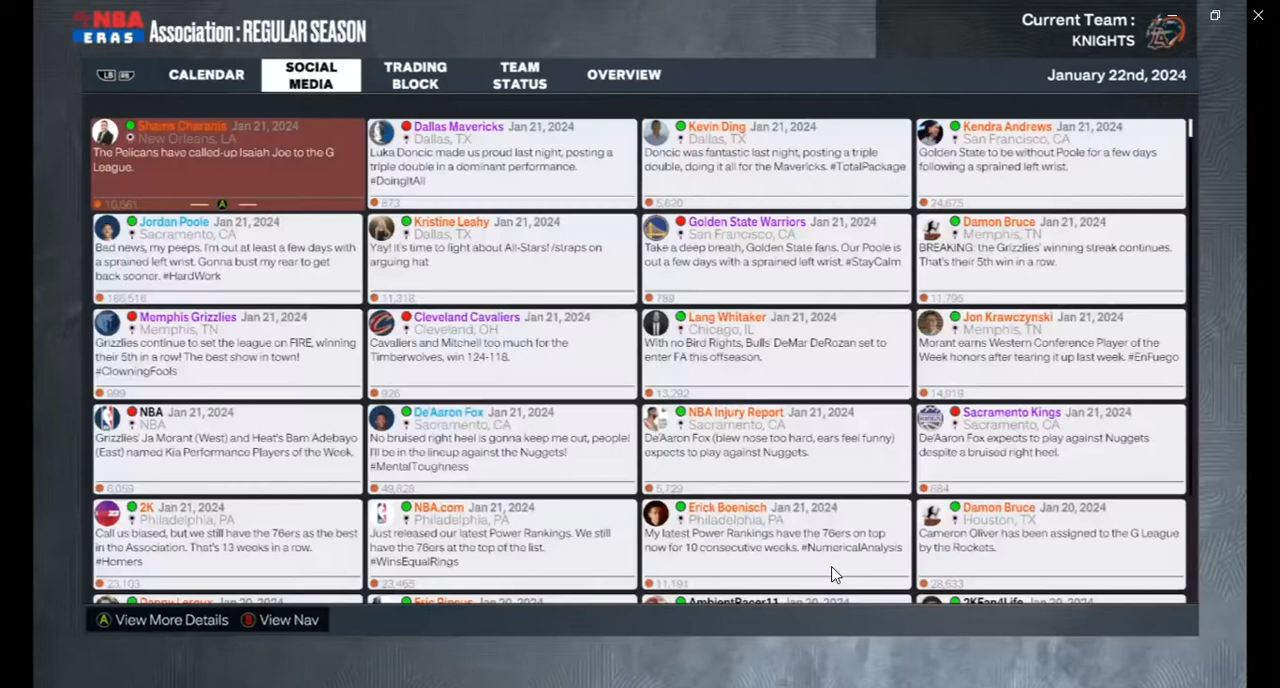 NBA
ERAS
Association : REGULAR SEASON
Current Team :
KNIGHTS
LB RB
CALENDAR
SOCIAL
MEDIA
TRADING
BLOCK
TEAM
STATUS
OVERVIEW
January 22nd, 2024
Shams Charania Jan 21, 2024
New Orleans, LA
The Pelicans have called-up Isaiah Joe to the G
League.
10,561
A
Dallas Mavericks Jan 21, 2024
Dallas, TX
Luka Doncic made us proud last night, posting a
triple double in a dominant performance.
#DoingItAll
873
Kevin Ding Jan 21, 2024
Dallas, TX
Doncic was fantastic last night, posting a triple
double, doing it all for the Mavericks. #TotalPackage
5,620
Kendra Andrews Jan 21, 2024
San Francisco, CA
Golden State to be without Poole for a few days
following a sprained left wrist.
24,675
Jordan Poole Jan 21, 2024
Sacramento, CA
Bad news, my peeps. I'm out at least a few days with
a sprained left wrist. Gonna bust my rear to get
back sooner. #HardWork
166,516
Kristine Leahy Jan 21, 2024
Dallas, TX
Yay! It's time to fight about All-Stars! /straps on
arguing hat
11,318
Golden State Warriors Jan 21, 2024
San Francisco, CA
Take a deep breath, Golden State fans. Our Poole is
out a few days with a sprained left wrist. #StayCalm
789
Damon Bruce Jan 21, 2024
Memphis, TN
BREAKING: the Grizzlies' winning streak continues.
That's their 5th win in a row.
11,795
Memphis Grizzlies Jan 21, 2024
Memphis, TN
Grizzlies continue to set the league on FIRE, winning
their 5th in a row! The best show in town!
#ClowningFools
999
Cleveland Cavaliers Jan 21, 2024
Cleveland, OH
Cavaliers and Mitchell too much for the
Timberwolves, win 124-118.
926
Lang Whitaker Jan 21, 2024
Chicago, IL
With no Bird Rights, Bulls' DeMar DeRozan set to
enter FA this offseason.
13,292
Jon Krawczynski Jan 21, 2024
Memphis, TN
Morant earns Western Conference Player of the
Week honors after tearing it up last week. #EnFuego
14,919
NBA Jan 21, 2024
NBA
Grizzlies' Ja Morant (West) and Heat's Bam Adebayo
(East) named Kia Performance Players of the Week.
6,059
De'Aaron Fox Jan 21, 2024
Sacramento, CA
No bruised right heel is gonna keep me out, people!
I'll be in the lineup against the Nuggets!
#MentalToughness
49,828
NBA Injury Report Jan 21, 2024
Sacramento, CA
De'Aaron Fox (blew nose too hard, ears feel funny)
expects to play against Nuggets.
5,729
Sacramento Kings Jan 21, 2024
Sacramento, CA
De'Aaron Fox expects to play against Nuggets
despite a bruised right heel.
884
2K Jan 21, 2024
Philadelphia, PA
Call us biased, but we still have the 76ers as the best
in the Association. That's 13 weeks in a row.
#Homers
23,103
NBA.com Jan 21, 2024
Philadelphia, PA
Just released our latest Power Rankings. We still
have the 76ers at the top of the list.
#WinsEqualRings
23,465
Erick Boenisch Jan 21, 2024
Philadelphia, PA
My latest Power Rankings have the 76ers on top
now for 10 consecutive weeks. #NumericalAnalysis
11,191
Damon Bruce Jan 20, 2024
Houston, TX
Cameron Oliver has been assigned to the G League
by the Rockets.
28,633
Danny Leroux Jan 20, 2024
Eric Pincus Jan 20, 2024
AmbientRacer11 Jan 20, 2024
2KFan4Life Jan 20, 2024
A View More Details B View Nav